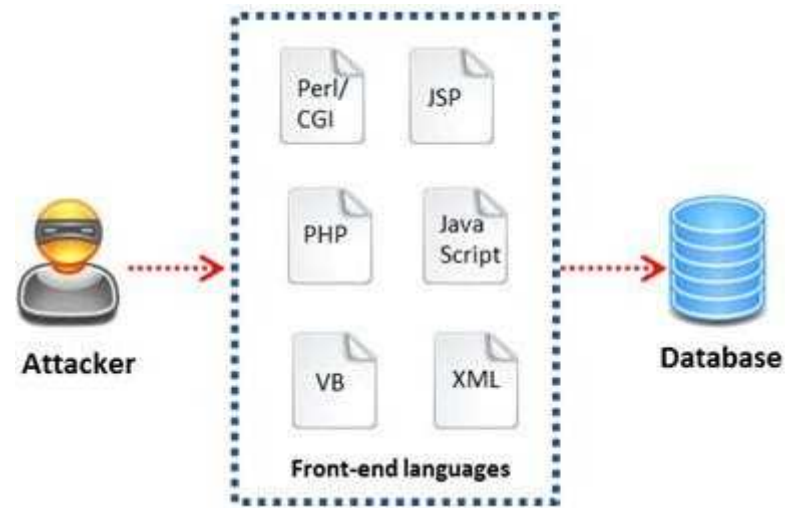 Perl/
CGI
JSP
PHP
Java
Script
Attacker
Database
VB
XML
Front-end languages